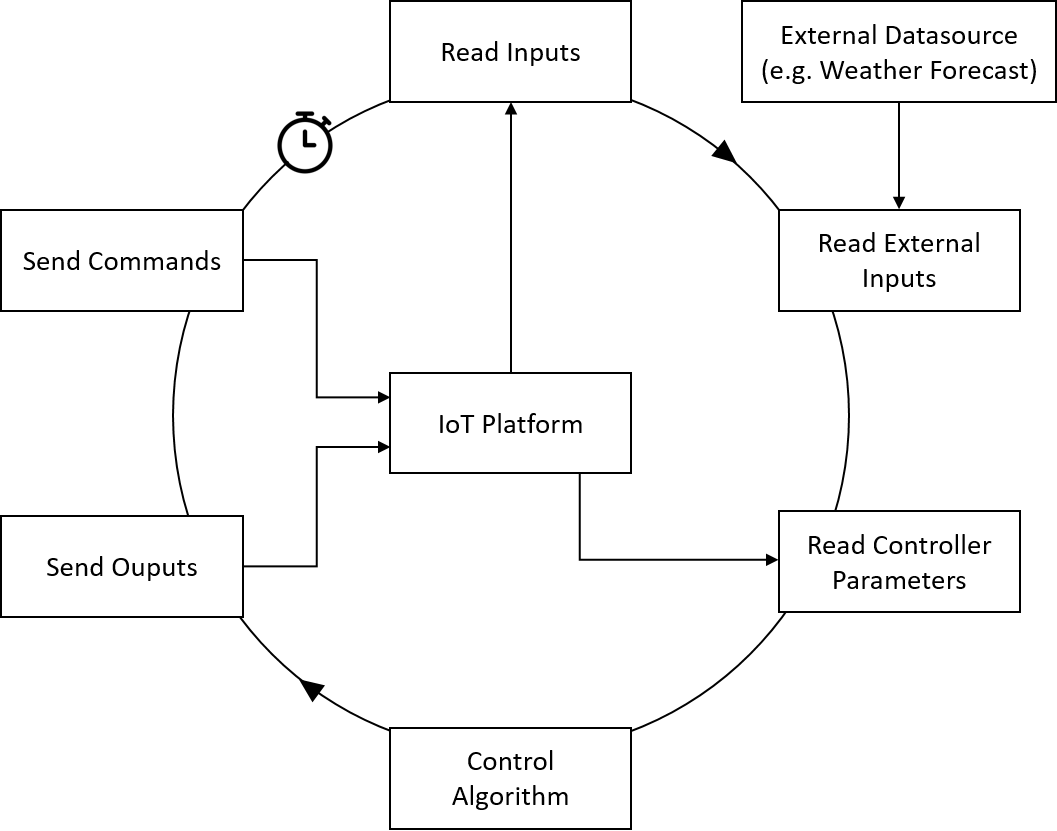 Read Inputs
External Datasource
(e.g. Weather Forecast)
Send Commands
Read External
Inputs
IoT Platform
Send Ouputs
Read Controller
Parameters
Control
Algorithm